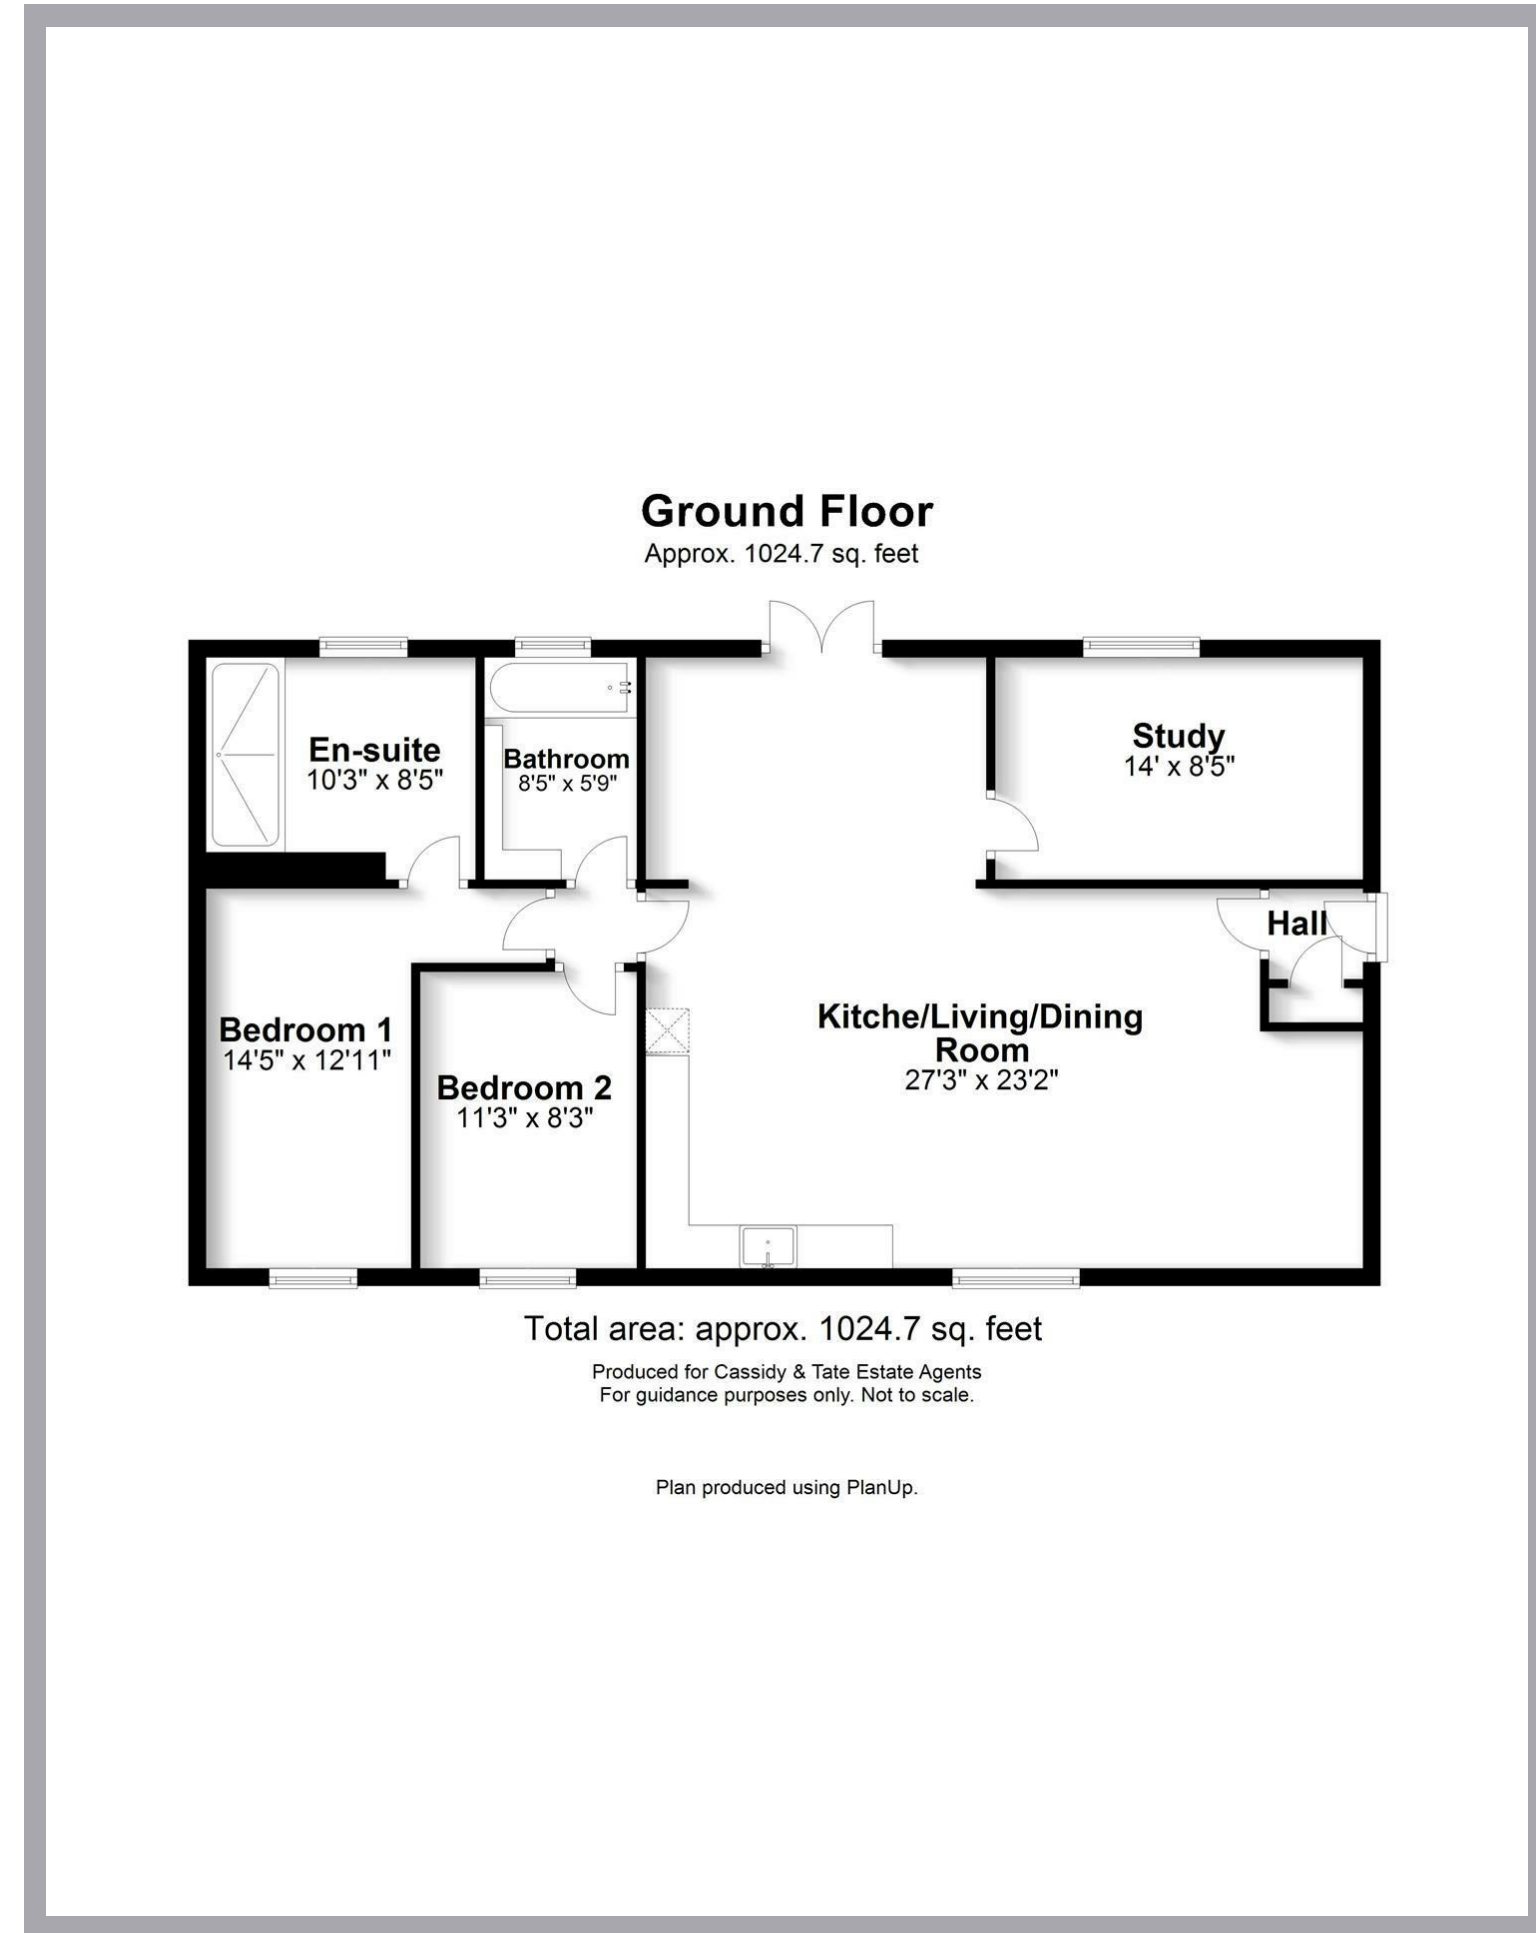 Ground Floor
Approx. 1024.7 sq. feet
En-suite
10'3" x 8'5"
Bathroom
8'5" x 5'9"
Study
14' x 8'5"
Hall
Kitche/Living/Dining
Room
27'3" x 23'2"
Bedroom 1
14'5" x 12'11"
Bedroom 2
11'3" x 8'3"
Total area: approx. 1024.7 sq. feet
Produced for Cassidy & Tate Estate Agents
For guidance purposes only. Not to scale.
Plan produced using PlanUp.